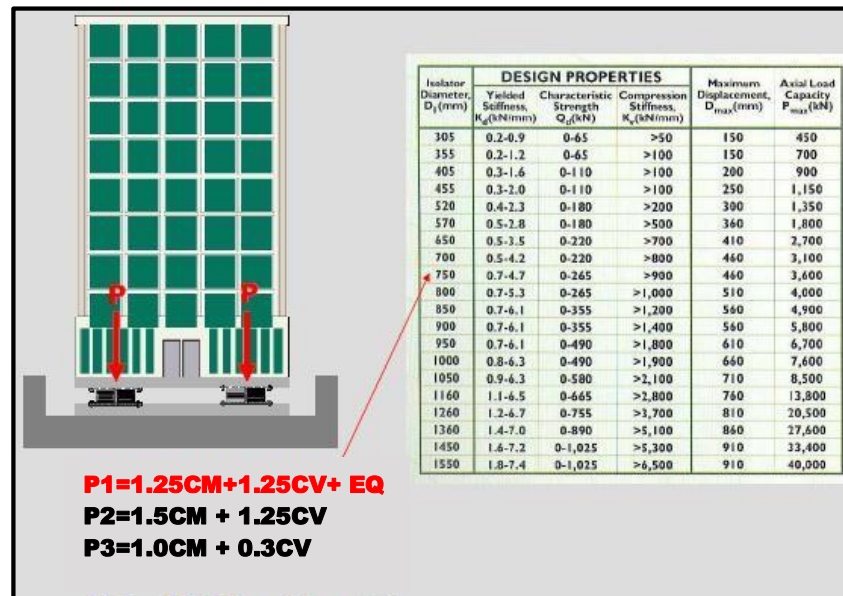 DESIGN PROPERTIES
Isolator Diameter, D₁(mm) Yielded Stiffness, K_d(kN/mm) Characteristic Strength Q_d(kN) Compression Stiffness, K_v(kN/mm) Maximum Displacement, D_max(mm) Axial Load Capacity P_max(kN)
305 0.2-0.9 0-65 >50 150 450
355 0.2-1.2 0-65 >100 150 700
405 0.3-1.6 0-110 >100 200 900
455 0.3-2.0 0-110 >100 250 1,150
520 0.4-2.3 0-180 >200 300 1,350
570 0.5-2.8 0-180 >500 360 1,800
650 0.5-3.5 0-220 >700 410 2,700
700 0.5-4.2 0-220 >800 460 3,100
750 0.7-4.7 0-265 >900 460 3,600
800 0.7-5.3 0-265 >1,000 510 4,000
850 0.7-6.1 0-355 >1,200 560 4,900
900 0.7-6.1 0-355 >1,400 560 5,800
950 0.7-6.1 0-490 >1,800 610 6,700
1000 0.8-6.3 0-490 >1,900 660 7,600
1050 0.9-6.3 0-580 >2,100 710 8,500
1160 1.1-6.5 0-665 >2,800 760 13,800
1260 1.2-6.7 0-755 >3,700 810 20,500
1360 1.4-7.0 0-890 >5,100 860 27,600
1450 1.6-7.2 0-1,025 >5,300 910 33,400
1550 1.8-7.4 0-1,025 >6,500 910 40,000
P P
P1=1.25CM+1.25CV+ EQ
P2=1.5CM + 1.25CV
P3=1.0CM + 0.3CV